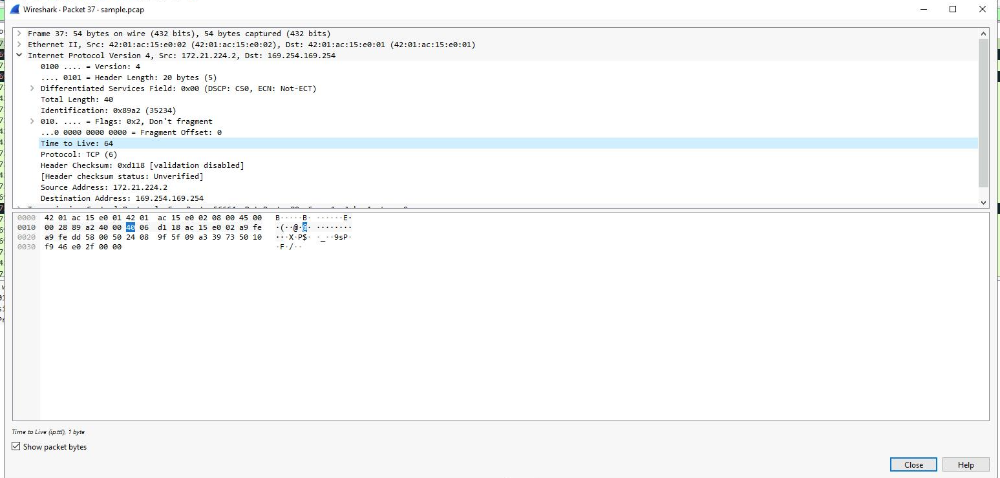 Wireshark · Packet 37 · sample.pcap
Frame 37: 54 bytes on wire (432 bits), 54 bytes captured (432 bits)
Ethernet II, Src: 42:01:ac:15:e0:02 (42:01:ac:15:e0:02), Dst: 42:01:ac:15:e0:01 (42:01:ac:15:e0:01)
Internet Protocol Version 4, Src: 172.21.224.2, Dst: 169.254.169.254
0100 .... = Version: 4
.... 0101 = Header Length: 20 bytes (5)
Differentiated Services Field: 0x00 (DSCP: CS0, ECN: Not-ECT)
Total Length: 40
Identification: 0x89a2 (35234)
010. .... = Flags: 0x2, Don't fragment
...0 0000 0000 0000 = Fragment Offset: 0
Time to Live: 64
Protocol: TCP (6)
Header Checksum: 0xd118 [validation disabled]
[Header checksum status: Unverified]
Source Address: 172.21.224.2
Destination Address: 169.254.169.254
0000 42 01 ac 15 e0 01 42 01 ac 15 e0 02 08 00 45 00 B·····B· ······E·
0010 00 28 89 a2 40 00 40 06 d1 18 ac 15 e0 02 a9 fe ·(··@·@· ········
0020 a9 fe dd 58 00 50 24 08 9f 5f 09 a3 39 73 50 10 ···X·P$· ·_··9sP·
0030 f9 46 e0 2f 00 00 ·F·/··
Time to Live (ip.ttl), 1 byte
Show packet bytes
Close Help